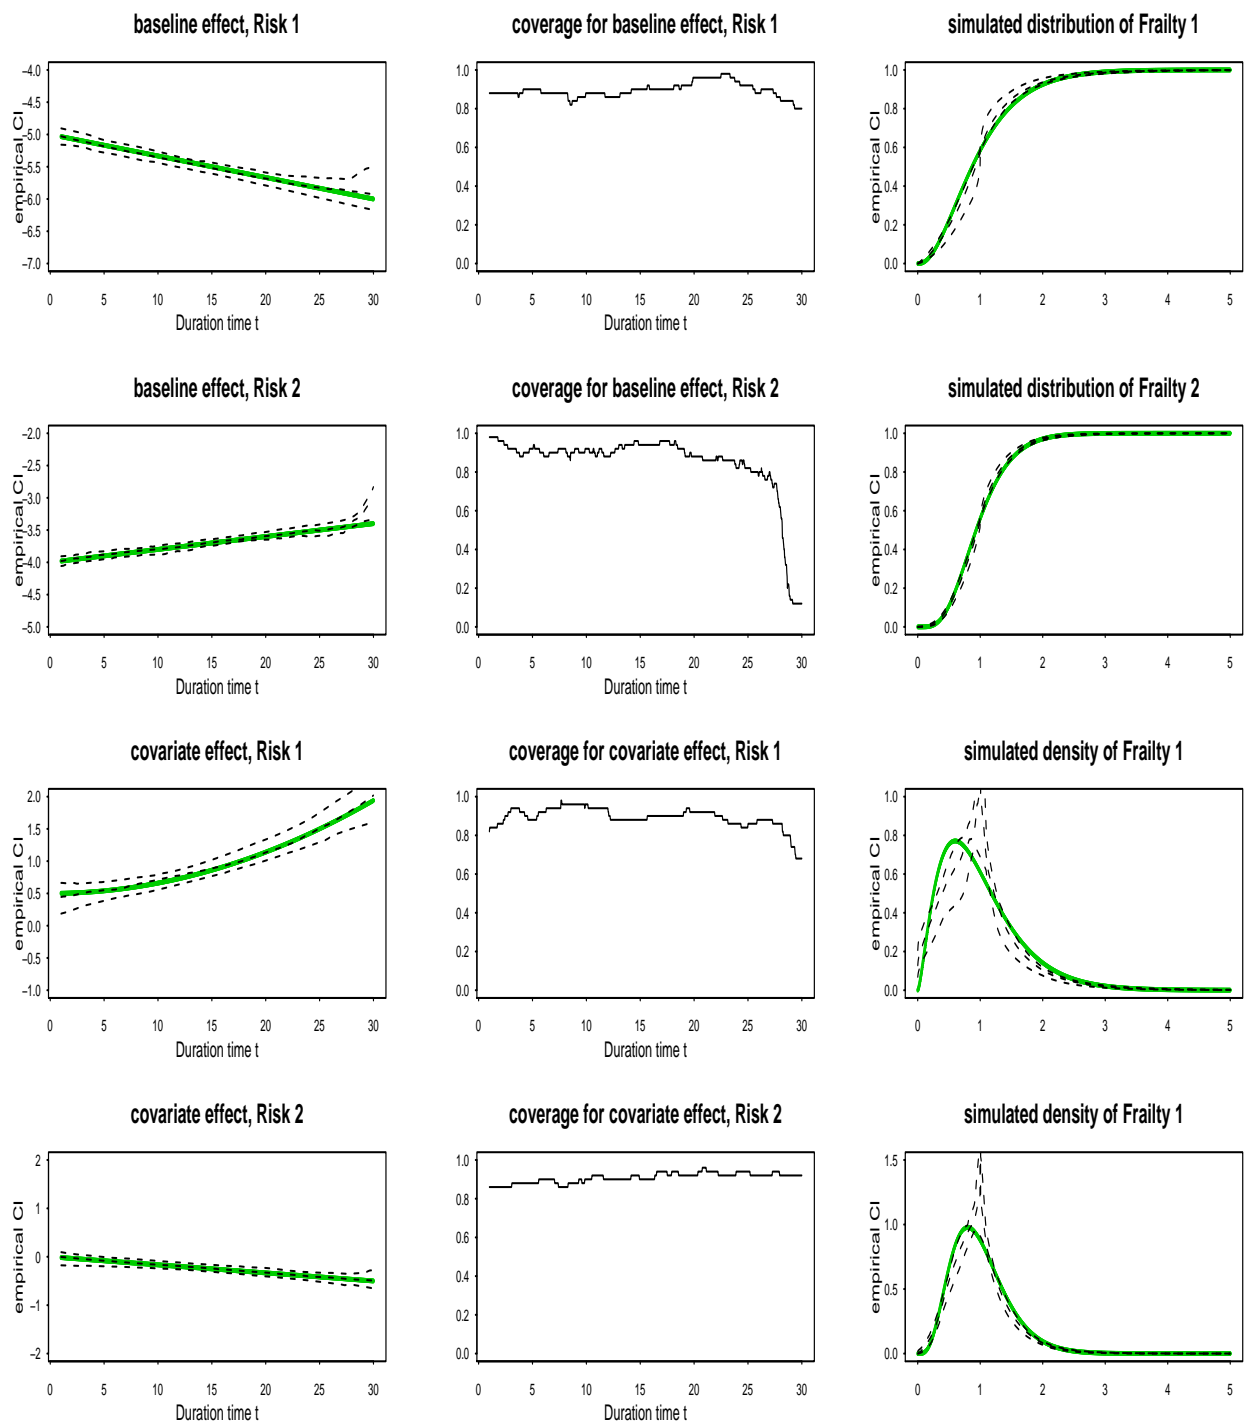 baseline effect, Risk 1
empirical CI
−4.0
−4.5
−5.0
−5.5
−6.0
−6.5
−7.0
0 5 10 15 20 25 30
Duration time t
coverage for baseline effect, Risk 1
1.0
0.8
0.6
0.4
0.2
0.0
0 5 10 15 20 25 30
Duration time t
simulated distribution of Frailty 1
empirical CI
1.0
0.8
0.6
0.4
0.2
0.0
0 1 2 3 4 5
baseline effect, Risk 2
empirical CI
−2.0
−2.5
−3.0
−3.5
−4.0
−4.5
−5.0
0 5 10 15 20 25 30
Duration time t
coverage for baseline effect, Risk 2
1.0
0.8
0.6
0.4
0.2
0.0
0 5 10 15 20 25 30
Duration time t
simulated distribution of Frailty 2
empirical CI
1.0
0.8
0.6
0.4
0.2
0.0
0 1 2 3 4 5
covariate effect, Risk 1
empirical CI
2.0
1.5
1.0
0.5
0.0
−0.5
−1.0
0 5 10 15 20 25 30
Duration time t
coverage for covariate effect, Risk 1
1.0
0.8
0.6
0.4
0.2
0.0
0 5 10 15 20 25 30
Duration time t
simulated density of Frailty 1
empirical CI
1.0
0.8
0.6
0.4
0.2
0.0
0 1 2 3 4 5
covariate effect, Risk 2
empirical CI
2
1
0
−1
−2
0 5 10 15 20 25 30
Duration time t
coverage for covariate effect, Risk 2
1.0
0.8
0.6
0.4
0.2
0.0
0 5 10 15 20 25 30
Duration time t
simulated density of Frailty 1
empirical CI
1.5
1.0
0.5
0.0
0 1 2 3 4 5